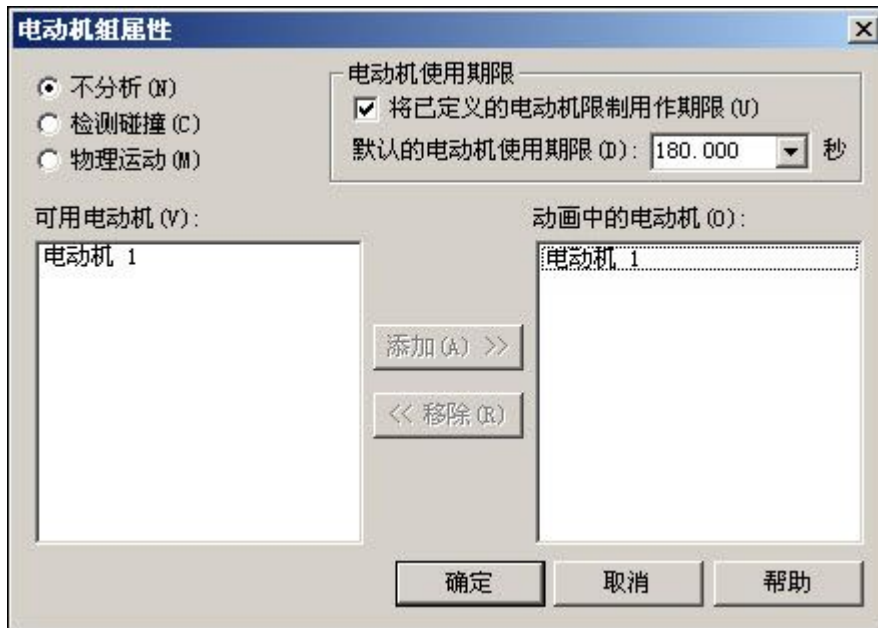 电动机组属性
不分析(N)
检测碰撞(C)
物理运动(M)
电动机使用期限
将已定义的电动机限制用作期限(U)
默认的电动机使用期限(D): 180.000 秒
可用电动机(V):
电动机 1
添加(A) >>
<< 移除(R)
动画中的电动机(O):
电动机 1
确定
取消
帮助